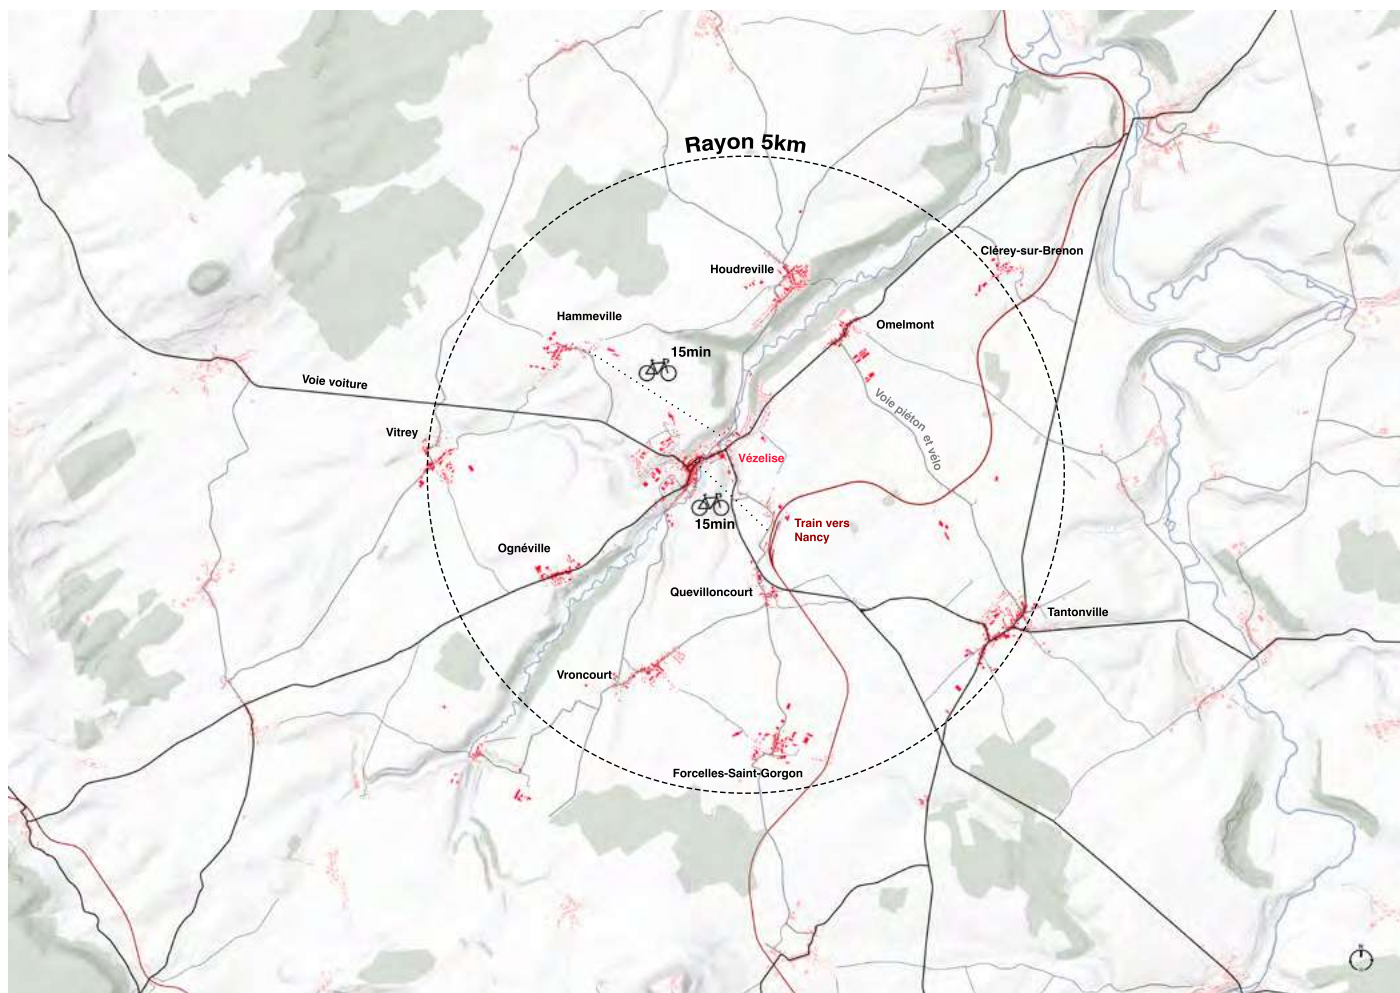 Rayon 5km
Clérey-sur-Brenon
Houdreville
Hammeville
Omelmont
15min
Voie voiture
Voie piéton et vélo
Vitrey
Vézelise
15min
Train vers
Nancy
Ognéville
Quevilloncourt
Tantonville
Vroncourt
Forcelles-Saint-Gorgon
N